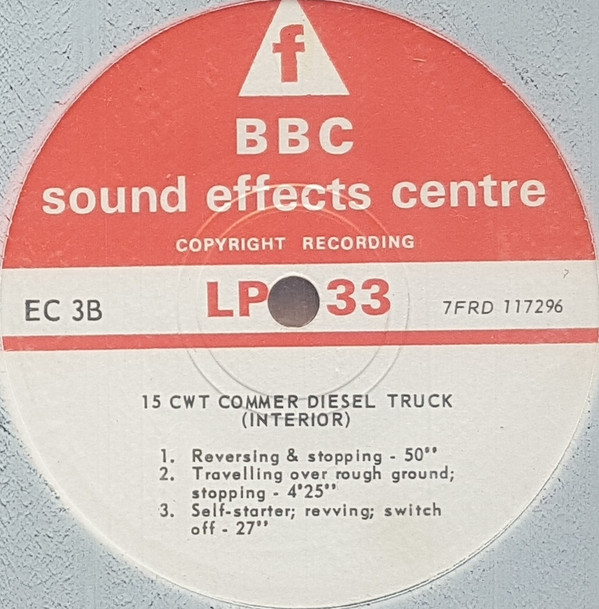 f
BBC
sound effects centre
COPYRIGHT RECORDING
EC 3B LP 33 7FRD 117296
15 CWT COMMER DIESEL TRUCK
(INTERIOR)
1. Reversing & stopping - 50"
2. Travelling over rough ground;
stopping - 4'25"
3. Self-starter; revving; switch
off - 27"